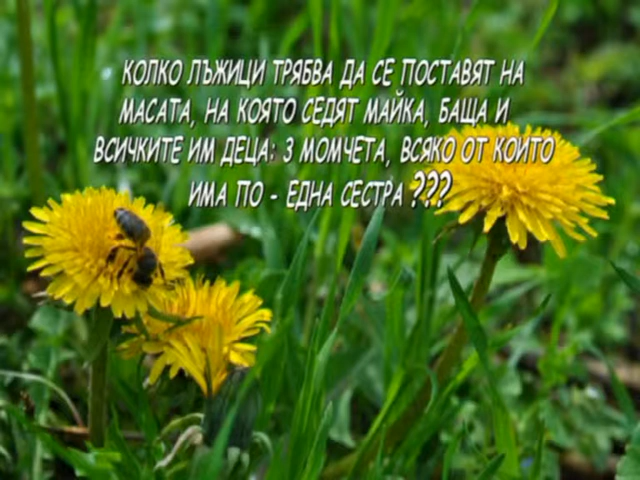 КОЛКО ЛЪЖИЦИ ТРЯБВА ДА СЕ ПОСТАВЯТ НА
МАСАТА, НА КОЯТО СЕДЯТ МАЙКА, БАЩА И
ВСИЧКИТЕ ИМ ДЕЦА: 3 МОМЧЕТА, ВСЯКО ОТ КОИТО
ИМА ПО - ЕДНА СЕСТРА ???